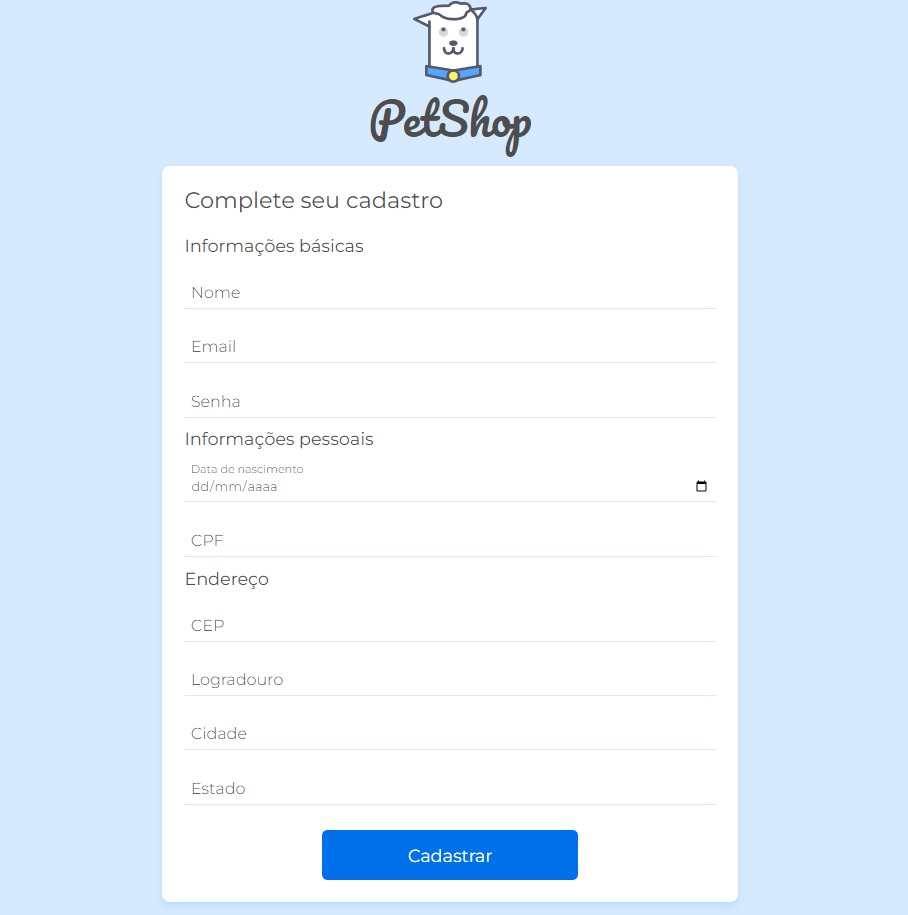 PetShop
Complete seu cadastro
Informações básicas
Nome
Email
Senha
Informações pessoais
Data de nascimento
dd/mm/aaaa
CPF
Endereço
CEP
Logradouro
Cidade
Estado
Cadastrar